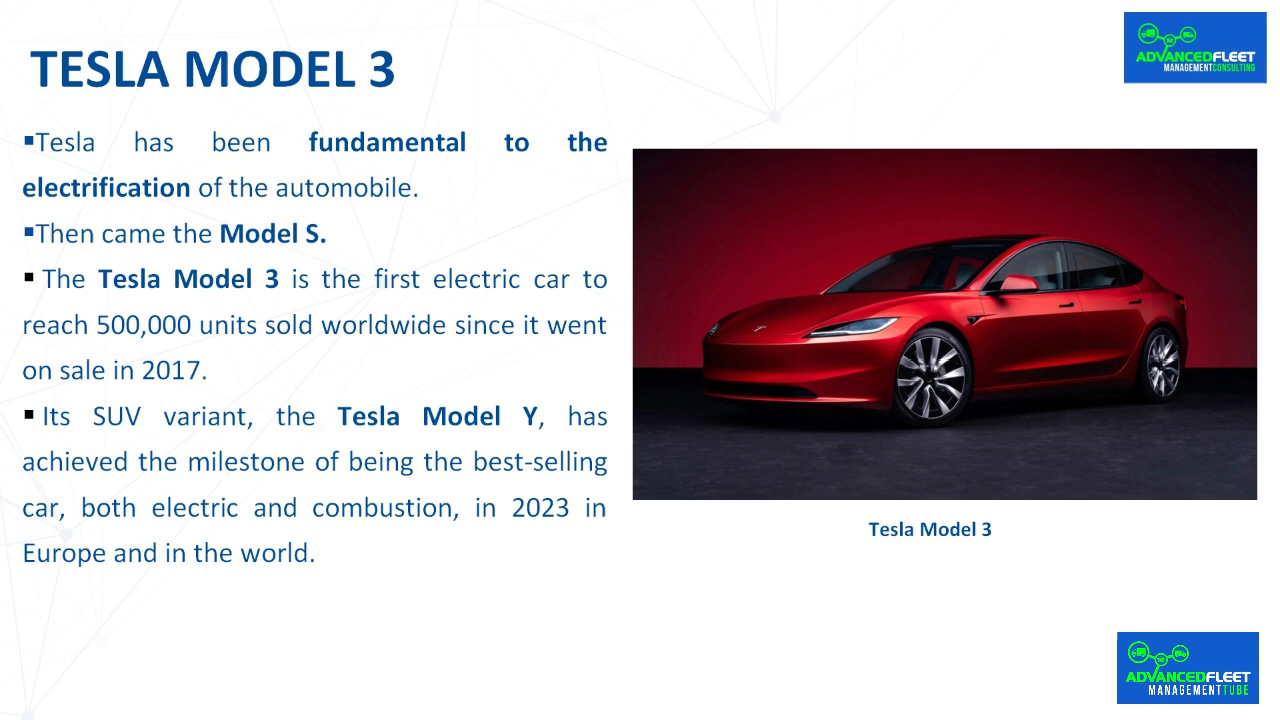 TESLA MODEL 3
ADVANCEDFLEET
MANAGEMENTCONSULTING
▪Tesla has been fundamental to the
electrification of the automobile.
▪Then came the Model S.
▪ The Tesla Model 3 is the first electric car to
reach 500,000 units sold worldwide since it went
on sale in 2017.
▪ Its SUV variant, the Tesla Model Y, has
achieved the milestone of being the best-selling
car, both electric and combustion, in 2023 in
Europe and in the world.
Tesla Model 3
ADVANCEDFLEET
MANAGEMENTTUBE